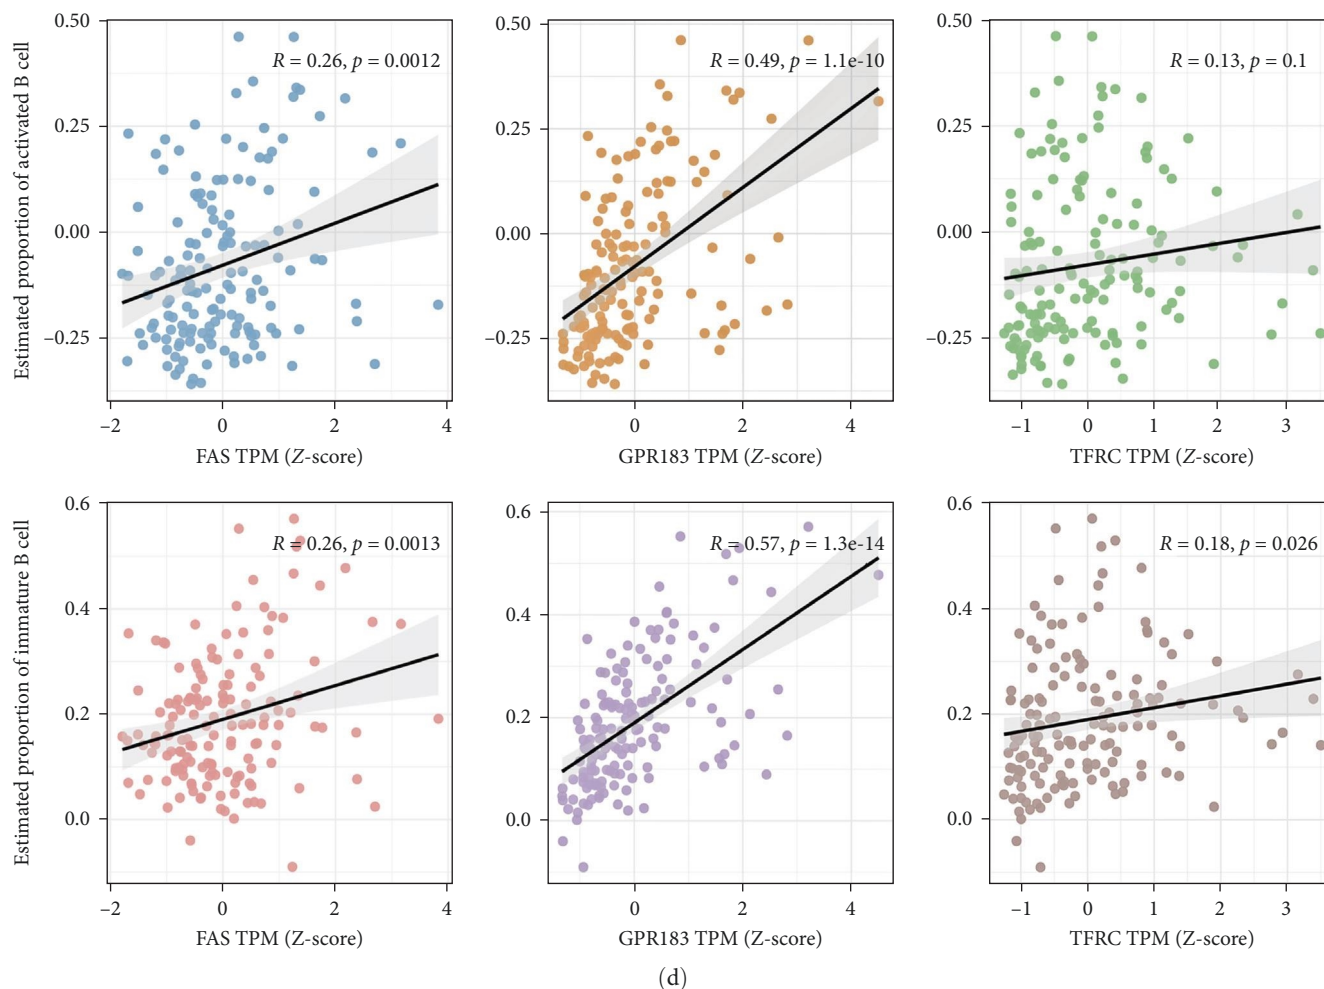 Estimated proportion of activated B cell
0.50
0.25
0.00
–0.25
R = 0.26, p = 0.0012
–2 0 2 4
FAS TPM (Z-score)
0.50
0.25
0.00
–0.25
R = 0.49, p = 1.1e-10
0 2 4
GPR183 TPM (Z-score)
0.50
0.25
0.00
–0.25
R = 0.13, p = 0.1
–1 0 1 2 3
TFRC TPM (Z-score)
Estimated proportion of immature B cell
0.6
0.4
0.2
0.0
R = 0.26, p = 0.0013
–2 0 2 4
FAS TPM (Z-score)
0.6
0.4
0.2
0.0
R = 0.57, p = 1.3e-14
0 2 4
GPR183 TPM (Z-score)
0.6
0.4
0.2
0.0
R = 0.18, p = 0.026
–1 0 1 2 3
TFRC TPM (Z-score)
(d)